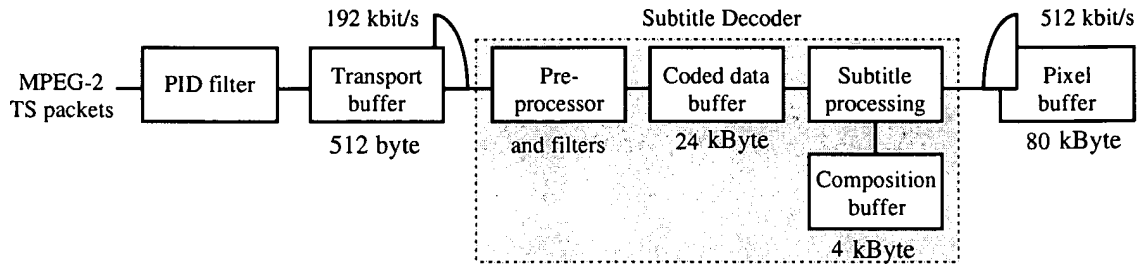 192 kbit/s
Subtitle Decoder
512 kbit/s
MPEG-2
TS packets
PID filter
Transport
buffer
512 byte
Pre-
processor
and filters
Coded data
buffer
24 kByte
Subtitle
processing
Composition
buffer
4 kByte
Pixel
buffer
80 kByte